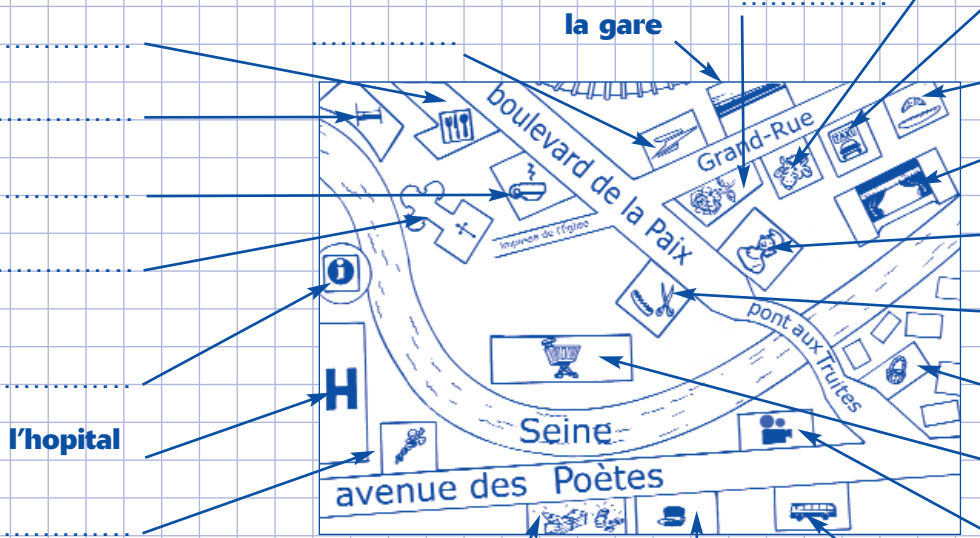 la gare
boulevard de la Paix
Grand-Rue
TAXI
Impasse de l'Église
i
pont aux Truites
H
l'hopital
Seine
avenue des Poètes